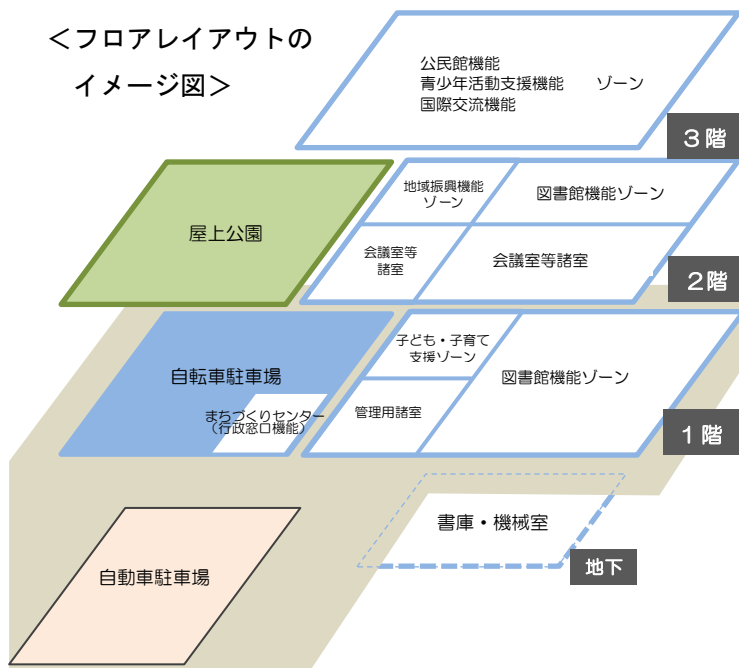 ＜フロアレイアウトの
イメージ図＞
公民館機能
青少年活動支援機能　ゾーン
国際交流機能
３階
地域振興機能
ゾーン
図書館機能ゾーン
屋上公園
会議室等
諸室
会議室等諸室
２階
子ども・子育て
支援ゾーン
自転車駐車場
図書館機能ゾーン
まちづくりセンター
（行政窓口機能）
管理用諸室
１階
書庫・機械室
地下
自動車駐車場